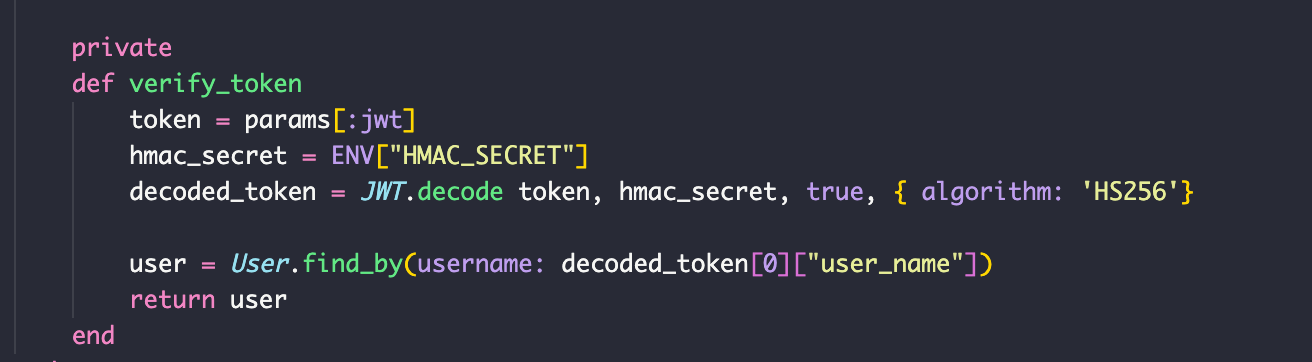 private
def verify_token
token = params[:jwt]
hmac_secret = ENV["HMAC_SECRET"]
decoded_token = JWT.decode token, hmac_secret, true, { algorithm: 'HS256'}
user = User.find_by(username: decoded_token[0]["user_name"])
return user
end